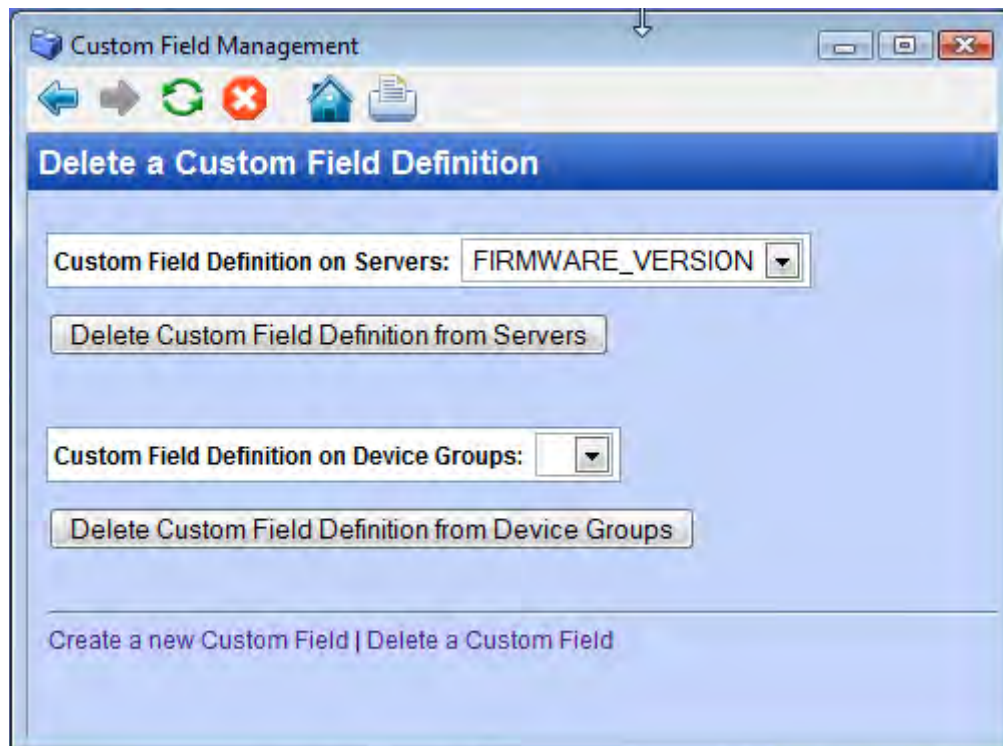 Custom Field Management
Delete a Custom Field Definition
Custom Field Definition on Servers: FIRMWARE_VERSION
Delete Custom Field Definition from Servers
Custom Field Definition on Device Groups:
Delete Custom Field Definition from Device Groups
Create a new Custom Field | Delete a Custom Field